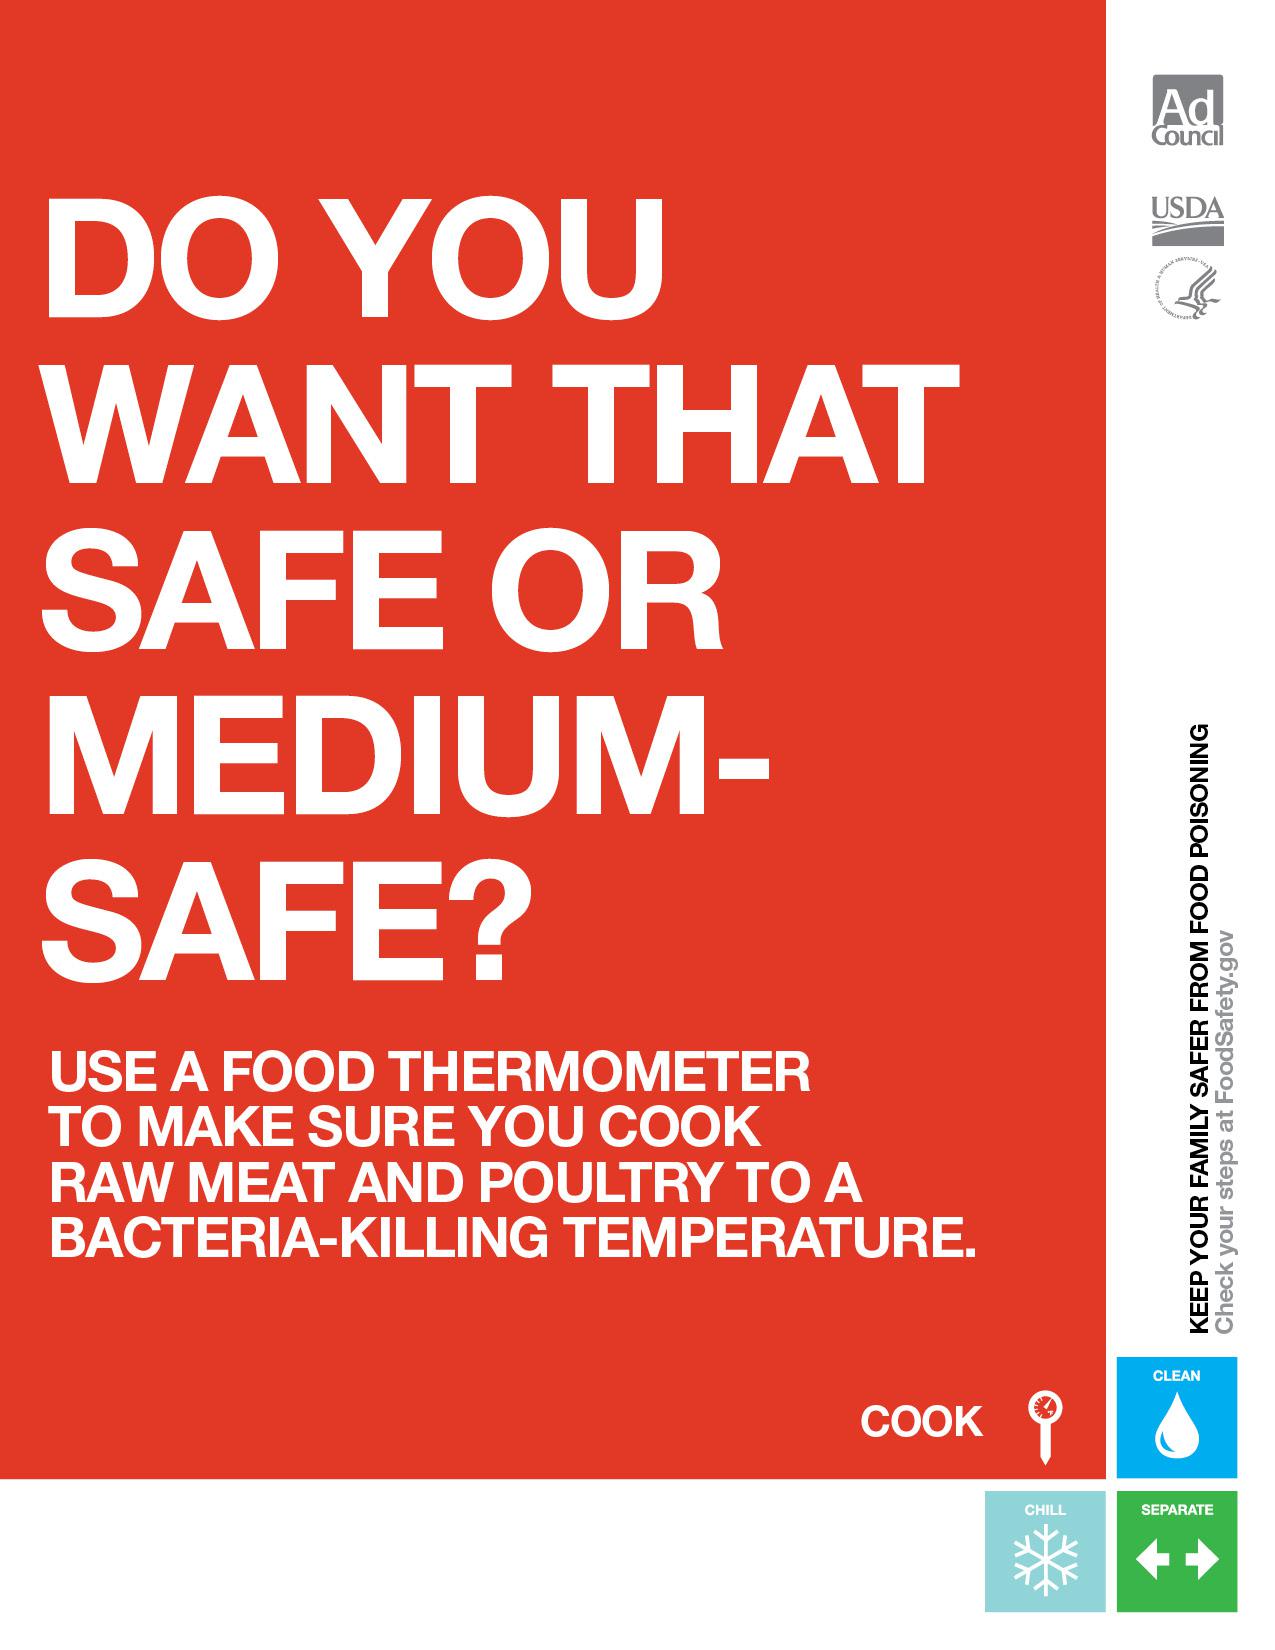 Ad
Council
USDA
DEPARTMENT OF HEALTH & HUMAN SERVICES · USA
DO YOU
WANT THAT
SAFE OR
MEDIUM-
SAFE?
USE A FOOD THERMOMETER
TO MAKE SURE YOU COOK
RAW MEAT AND POULTRY TO A
BACTERIA-KILLING TEMPERATURE.
KEEP YOUR FAMILY SAFER FROM FOOD POISONING
Check your steps at FoodSafety.gov
COOK
CLEAN
CHILL
SEPARATE